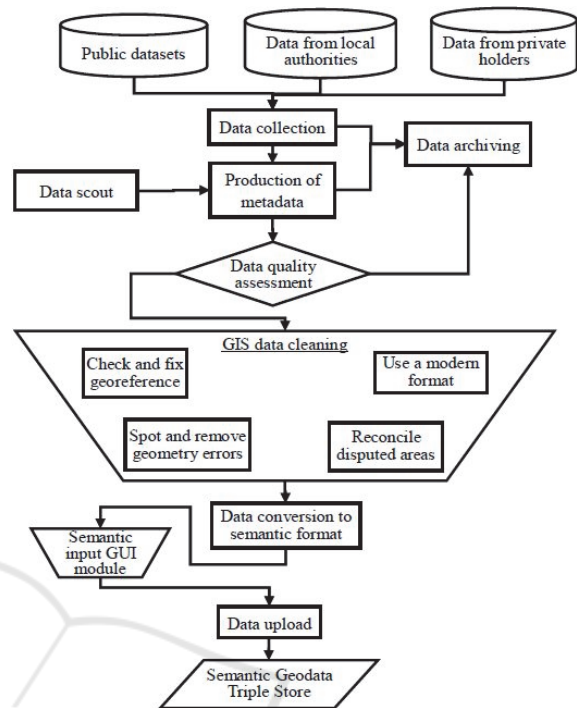 Public datasets
Data from local
authorities
Data from private
holders
Data collection
Data archiving
Data scout
Production of
metadata
Data quality
assessment
GIS data cleaning
Check and fix
georeference
Use a modern
format
Spot and remove
geometry errors
Reconcile
disputed areas
Data conversion to
semantic format
Semantic
input GUI
module
Data upload
Semantic Geodata
Triple Store